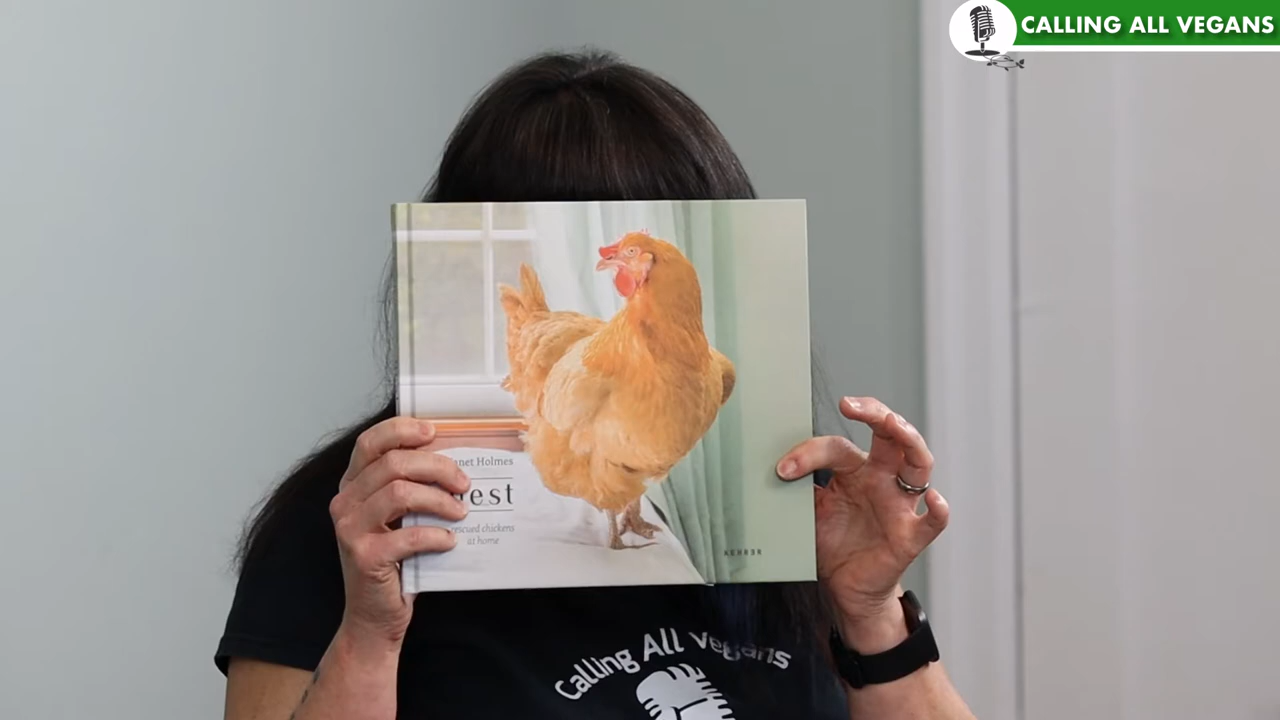 CALLING ALL VEGANS
anet Holmes
est
rescued chickens
at home
KEHRER
Calling All Vegans